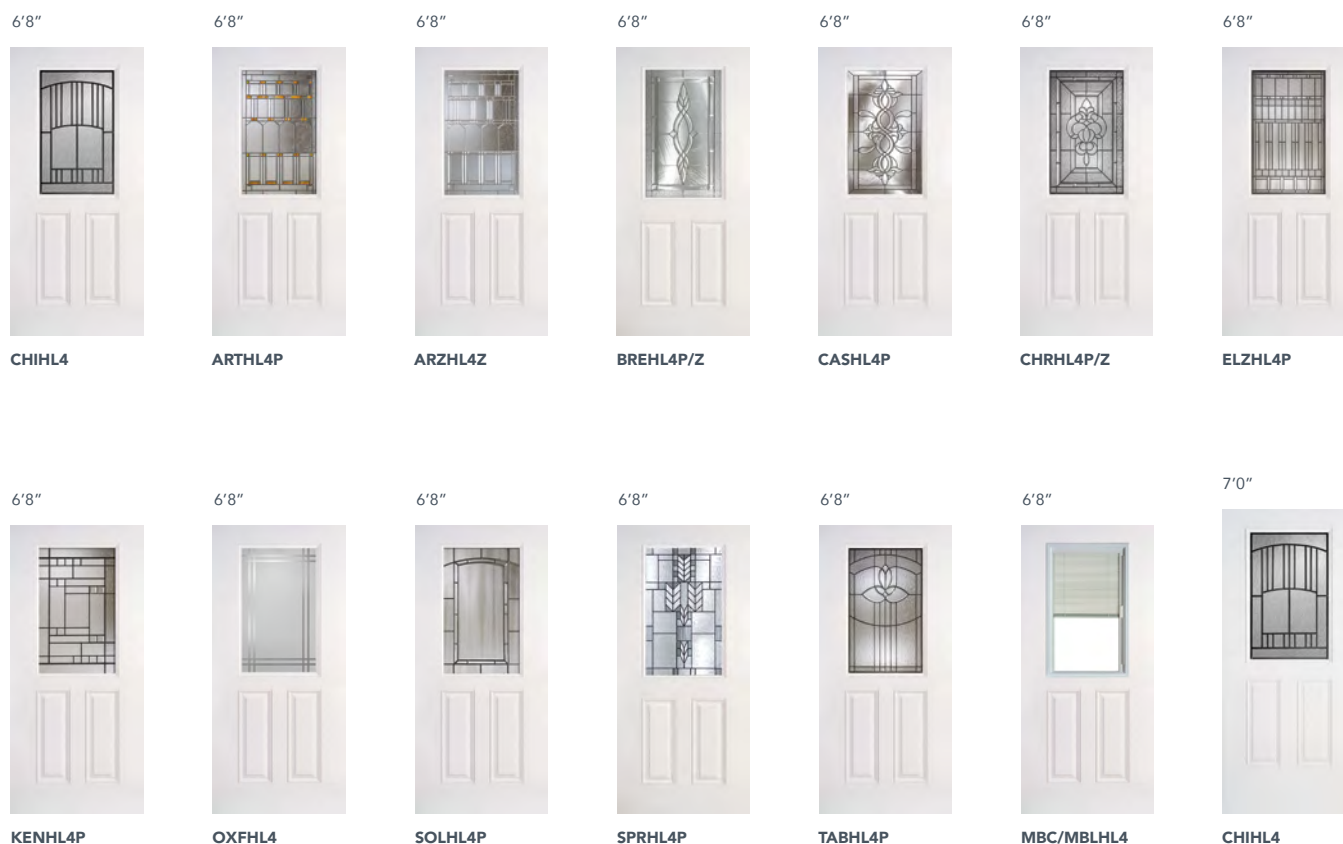 6'8” 6'8” 6'8” 6'8” 6'8” 6'8” 6'8”
CHIHL4 ARTHL4P ARZHL4Z BREHL4P/Z CASHL4P CHRHL4P/Z ELZHL4P
7'0”
6'8” 6'8” 6'8” 6'8” 6'8” 6'8”
KENHL4P OXFHL4 SOLHL4P SPRHL4P TABHL4P MBC/MBLHL4 CHIHL4